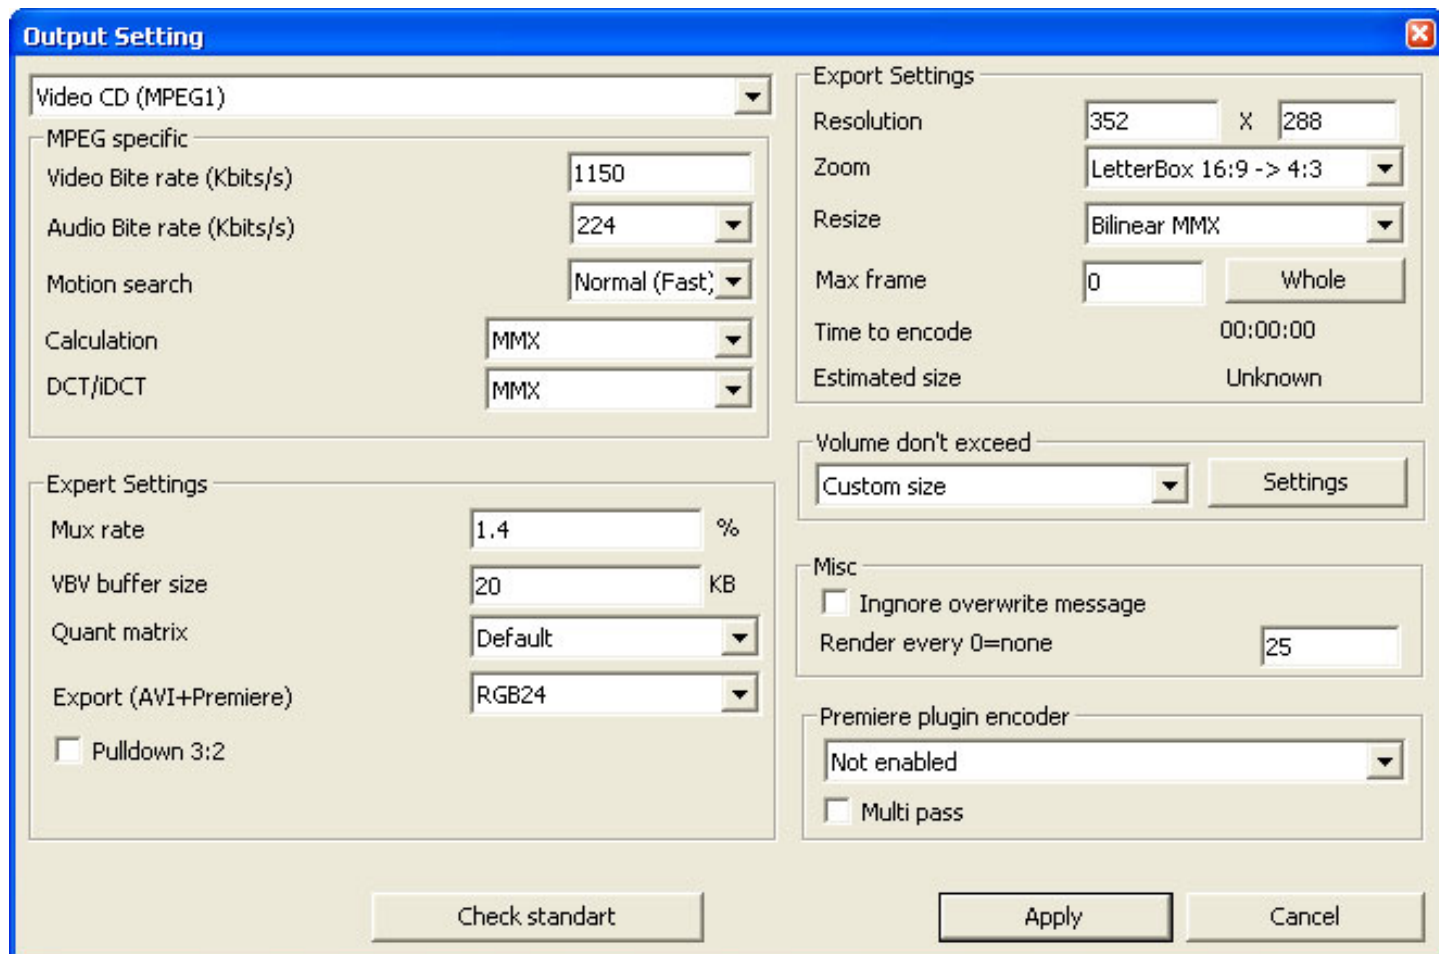 Output Setting
Video CD (MPEG1)
MPEG specific
Video Bite rate (Kbits/s) 1150
Audio Bite rate (Kbits/s) 224
Motion search Normal (Fast)
Calculation MMX
DCT/iDCT MMX
Expert Settings
Mux rate 1.4 %
VBV buffer size 20 KB
Quant matrix Default
Export (AVI+Premiere) RGB24
Pulldown 3:2
Export Settings
Resolution 352 X 288
Zoom LetterBox 16:9 -> 4:3
Resize Bilinear MMX
Max frame 0 Whole
Time to encode 00:00:00
Estimated size Unknown
Volume don't exceed
Custom size Settings
Misc
Ingnore overwrite message
Render every 0=none 25
Premiere plugin encoder
Not enabled
Multi pass
Check standart Apply Cancel